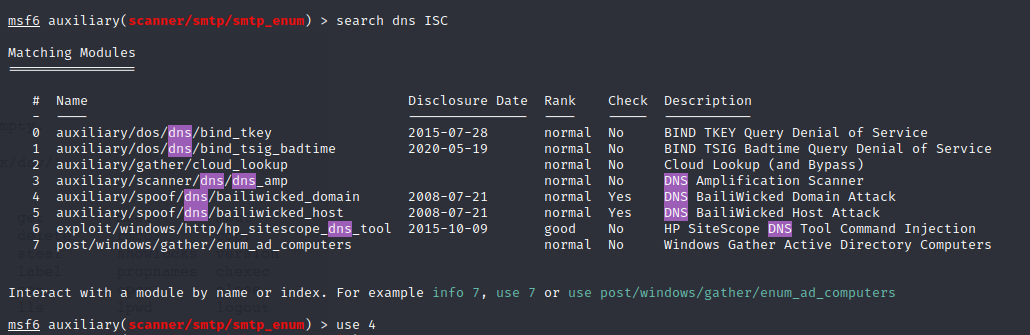 msf6 auxiliary(scanner/smtp/smtp_enum) > search dns ISC
Matching Modules
================
#  Name                                         Disclosure Date  Rank    Check  Description
-  ----                                         ---------------  ----    -----  -----------
0  auxiliary/dos/dns/bind_tkey                  2015-07-28       normal  No     BIND TKEY Query Denial of Service
1  auxiliary/dos/dns/bind_tsig_badtime          2020-05-19       normal  No     BIND TSIG Badtime Query Denial of Service
2  auxiliary/gather/cloud_lookup                                 normal  No     Cloud Lookup (and Bypass)
3  auxiliary/scanner/dns/dns_amp                                 normal  No     DNS Amplification Scanner
4  auxiliary/spoof/dns/bailiwicked_domain       2008-07-21       normal  Yes    DNS BailiWicked Domain Attack
5  auxiliary/spoof/dns/bailiwicked_host         2008-07-21       normal  Yes    DNS BailiWicked Host Attack
6  exploit/windows/http/hp_sitescope_dns_tool   2015-10-09       good    No     HP SiteScope DNS Tool Command Injection
7  post/windows/gather/enum_ad_computers                         normal  No     Windows Gather Active Directory Computers
label propnames chexec
Interact with a module by name or index. For example info 7, use 7 or use post/windows/gather/enum_ad_computers
msf6 auxiliary(scanner/smtp/smtp_enum) > use 4